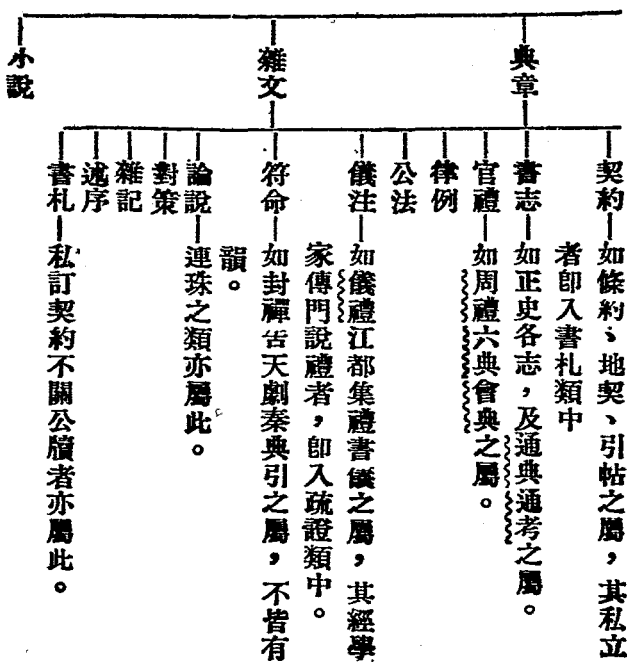 契約 如條約、地契、引帖之屬，其私立
者卽入書札類中
典章
書志 如正史各志，及通典通考之屬。
官禮 如周禮六典會典之屬。
律例
公法
儀注 如儀禮江都集禮書儀之屬，其經學
家傳門說禮者，卽入疏證類中。
雜文
符命 如封禪告天劇秦典引之屬，不皆有
韻。
論說 連珠之類亦屬此。
對策
雜記
述序
書札 私訂契約不關公牘者亦屬此。
小說